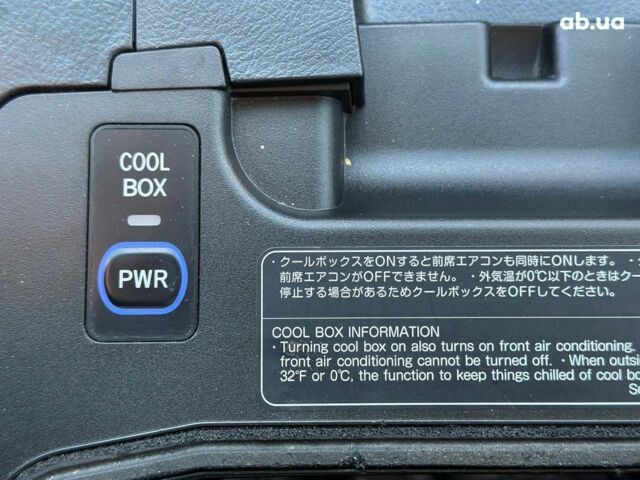 ab.ua
COOL
BOX
PWR
・クールボックスをONすると前席エアコンも同時にONします。・
前席エアコンがOFFできません。・外気温が0℃以下のときはクー
停止する場合があるためクールボックスをOFFしてください。
COOL BOX INFORMATION
・Turning cool box on also turns on front air conditioning.
front air conditioning cannot be turned off. ・When outsi
32°F or 0℃, the function to keep things chilled of cool bo
Se